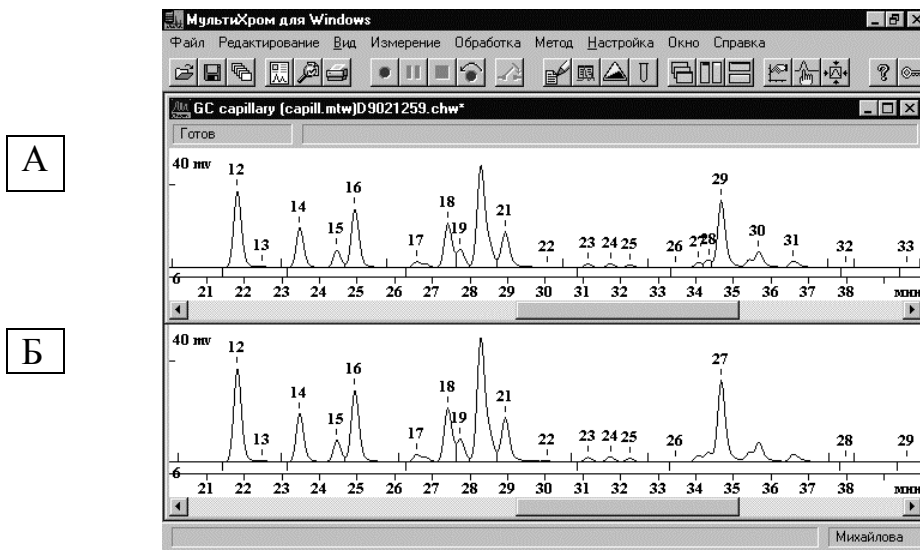 МультиХром для Windows
Файл Редактирование Вид Измерение Обработка Метод Настройка Окно Справка
GC capillary (capill.mtw)D9021259.chw*
Готов
А
40 mv
12 13 14 15 16 17 18 19 21 22 23 24 25 26 27 28 29 30 31 32 33
6
21 22 23 24 25 26 27 28 29 30 31 32 33 34 35 36 37 38 мин
Б
40 mv
12 13 14 15 16 17 18 19 21 22 23 24 25 26 27 28 29
6
21 22 23 24 25 26 27 28 29 30 31 32 33 34 35 36 37 38 мин
Михайлова